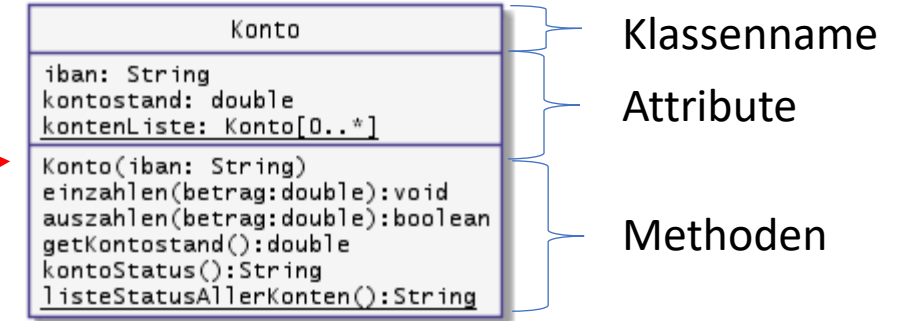 Konto
iban: String
kontostand: double
kontenListe: Konto[0..*]
Konto(iban: String)
einzahlen(betrag:double):void
auszahlen(betrag:double):boolean
getKontostand():double
kontoStatus():String
listeStatusAllerKonten():String
Klassenname
Attribute
Methoden